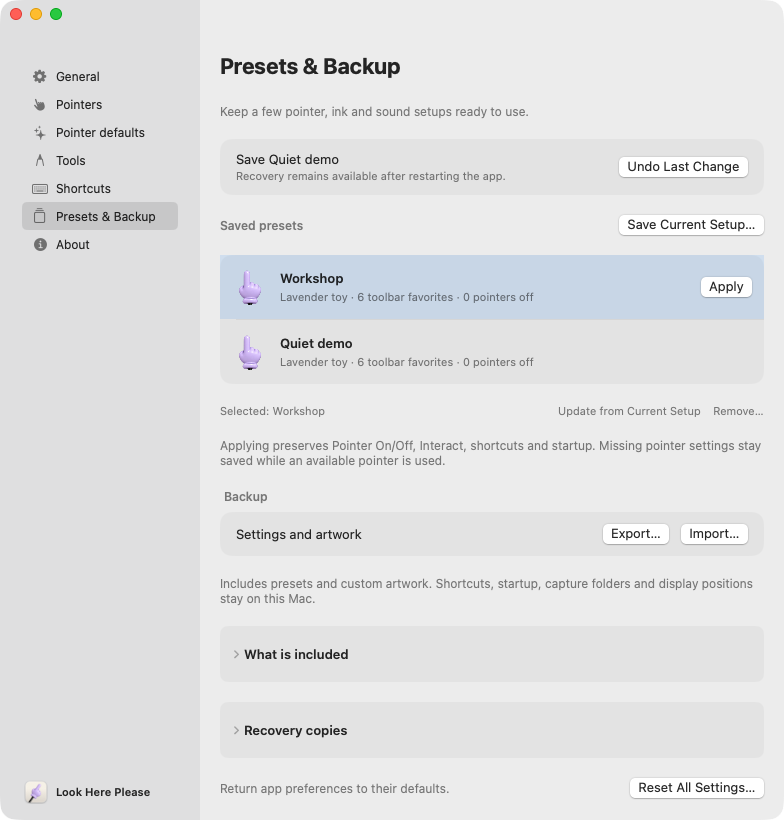 General
Pointers
Pointer defaults
Tools
Shortcuts
Presets & Backup
About
Look Here Please
Presets & Backup
Keep a few pointer, ink and sound setups ready to use.
Save Quiet demo
Recovery remains available after restarting the app.
Undo Last Change
Saved presets
Save Current Setup...
Workshop
Lavender toy · 6 toolbar favorites · 0 pointers off
Apply
Quiet demo
Lavender toy · 6 toolbar favorites · 0 pointers off
Selected: Workshop
Update from Current Setup
Remove...
Applying preserves Pointer On/Off, Interact, shortcuts and startup. Missing pointer settings stay
saved while an available pointer is used.
Backup
Settings and artwork
Export...
Import...
Includes presets and custom artwork. Shortcuts, startup, capture folders and display positions
stay on this Mac.
What is included
Recovery copies
Return app preferences to their defaults.
Reset All Settings...